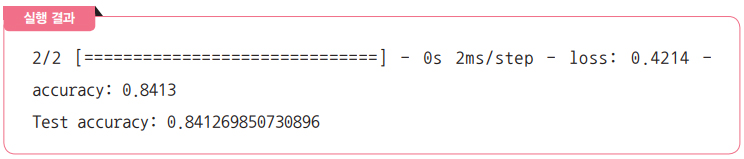 실행 결과
2/2 [==============================] - 0s 2ms/step - loss: 0.4214 -
accuracy: 0.8413
Test accuracy: 0.841269850730896